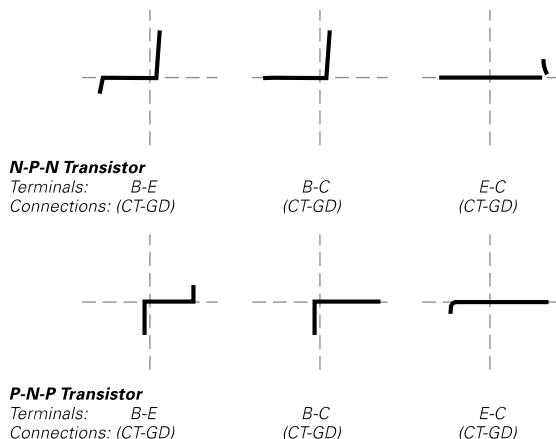 N-P-N Transistor
Terminals: B-E B-C E-C
Connections: (CT-GD) (CT-GD) (CT-GD)
P-N-P Transistor
Terminals: B-E B-C E-C
Connections: (CT-GD) (CT-GD) (CT-GD)